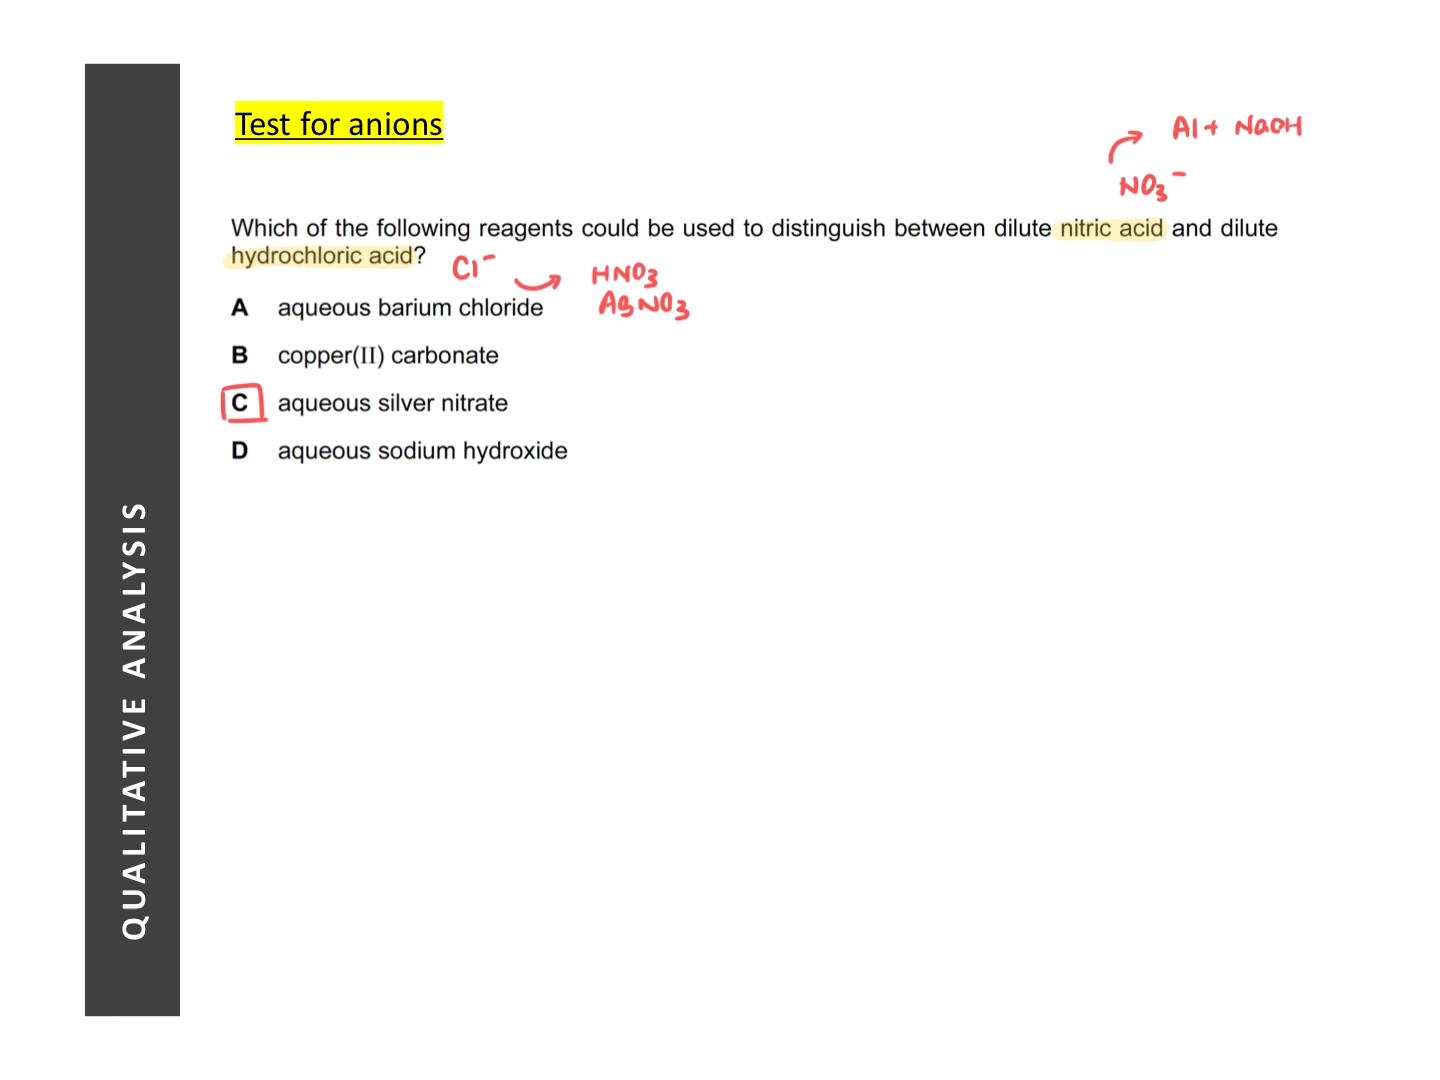 Test for anions
Al + NaOH
NO3⁻
Which of the following reagents could be used to distinguish between dilute nitric acid and dilute
hydrochloric acid?
Cl⁻
HNO3
AgNO3
A aqueous barium chloride
B copper(II) carbonate
C aqueous silver nitrate
D aqueous sodium hydroxide
QUALITATIVE ANALYSIS